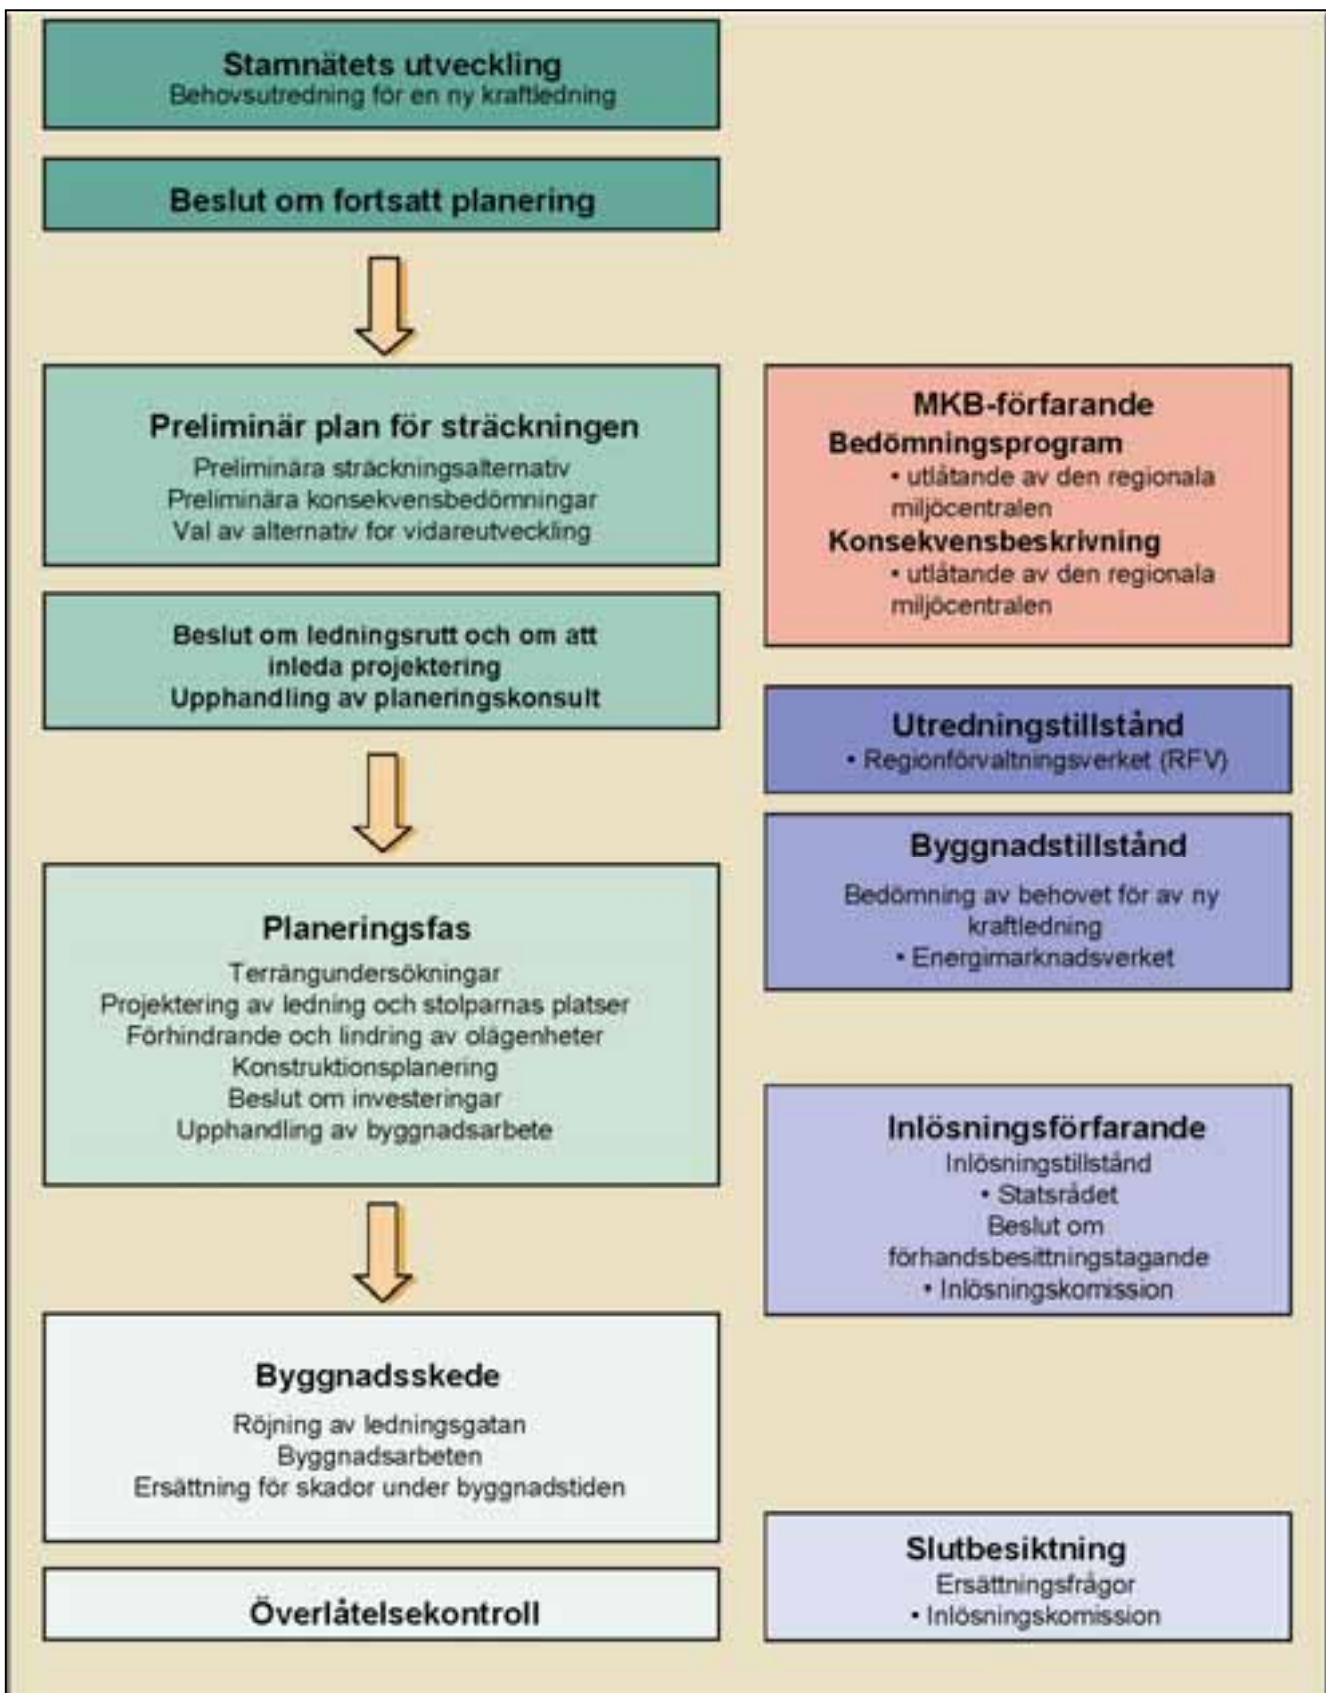 Stamnätets utveckling
Behovsutredning för en ny kraftledning
Beslut om fortsatt planering
Preliminär plan för sträckningen
Preliminära sträckningsalternativ
Preliminära konsekvensbedömningar
Val av alternativ for vidareutveckling
Beslut om ledningsrutt och om att
inleda projektering
Upphandling av planeringskonsult
Planeringsfas
Terrängundersökningar
Projektering av ledning och stolparnas platser
Förhindrande och lindring av olägenheter
Konstruktionsplanering
Beslut om investeringar
Upphandling av byggnadsarbete
Byggnadsskede
Röjning av ledningsgatan
Byggnadsarbeten
Ersättning för skador under byggnadstiden
Överlåtelsekontroll
MKB-förfarande
Bedömningsprogram
• utlåtande av den regionala
miljöcentralen
Konsekvensbeskrivning
• utlåtande av den regionala
miljöcentralen
Utredningstillstånd
• Regionförvaltningsverket (RFV)
Byggnadstillstånd
Bedömning av behovet för av ny
kraftledning
• Energimarknadsverket
Inlösningsförfarande
Inlösningstillstånd
• Statsrådet
Beslut om
förhandsbesittningstagande
• Inlösningskomission
Slutbesiktning
Ersättningsfrågor
• Inlösningskomission